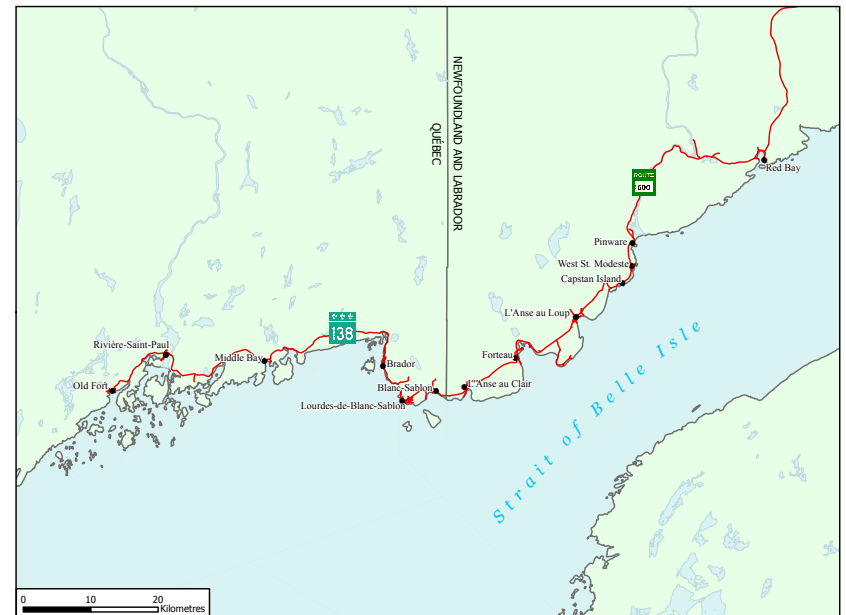 NEWFOUNDLAND AND LABRADOR
QUÉBEC
Red Bay
ROUTE
Pinware
West St. Modeste
Capstan Island
L'Anse au Loup
138
Rivière-Saint-Paul
Middle Bay
Forteau
Brador
Old Fort
Blanc-Sablon
L'Anse au Clair
Lourdes-de-Blanc-Sablon
Strait of Belle Isle
0 10 20
Kilometres